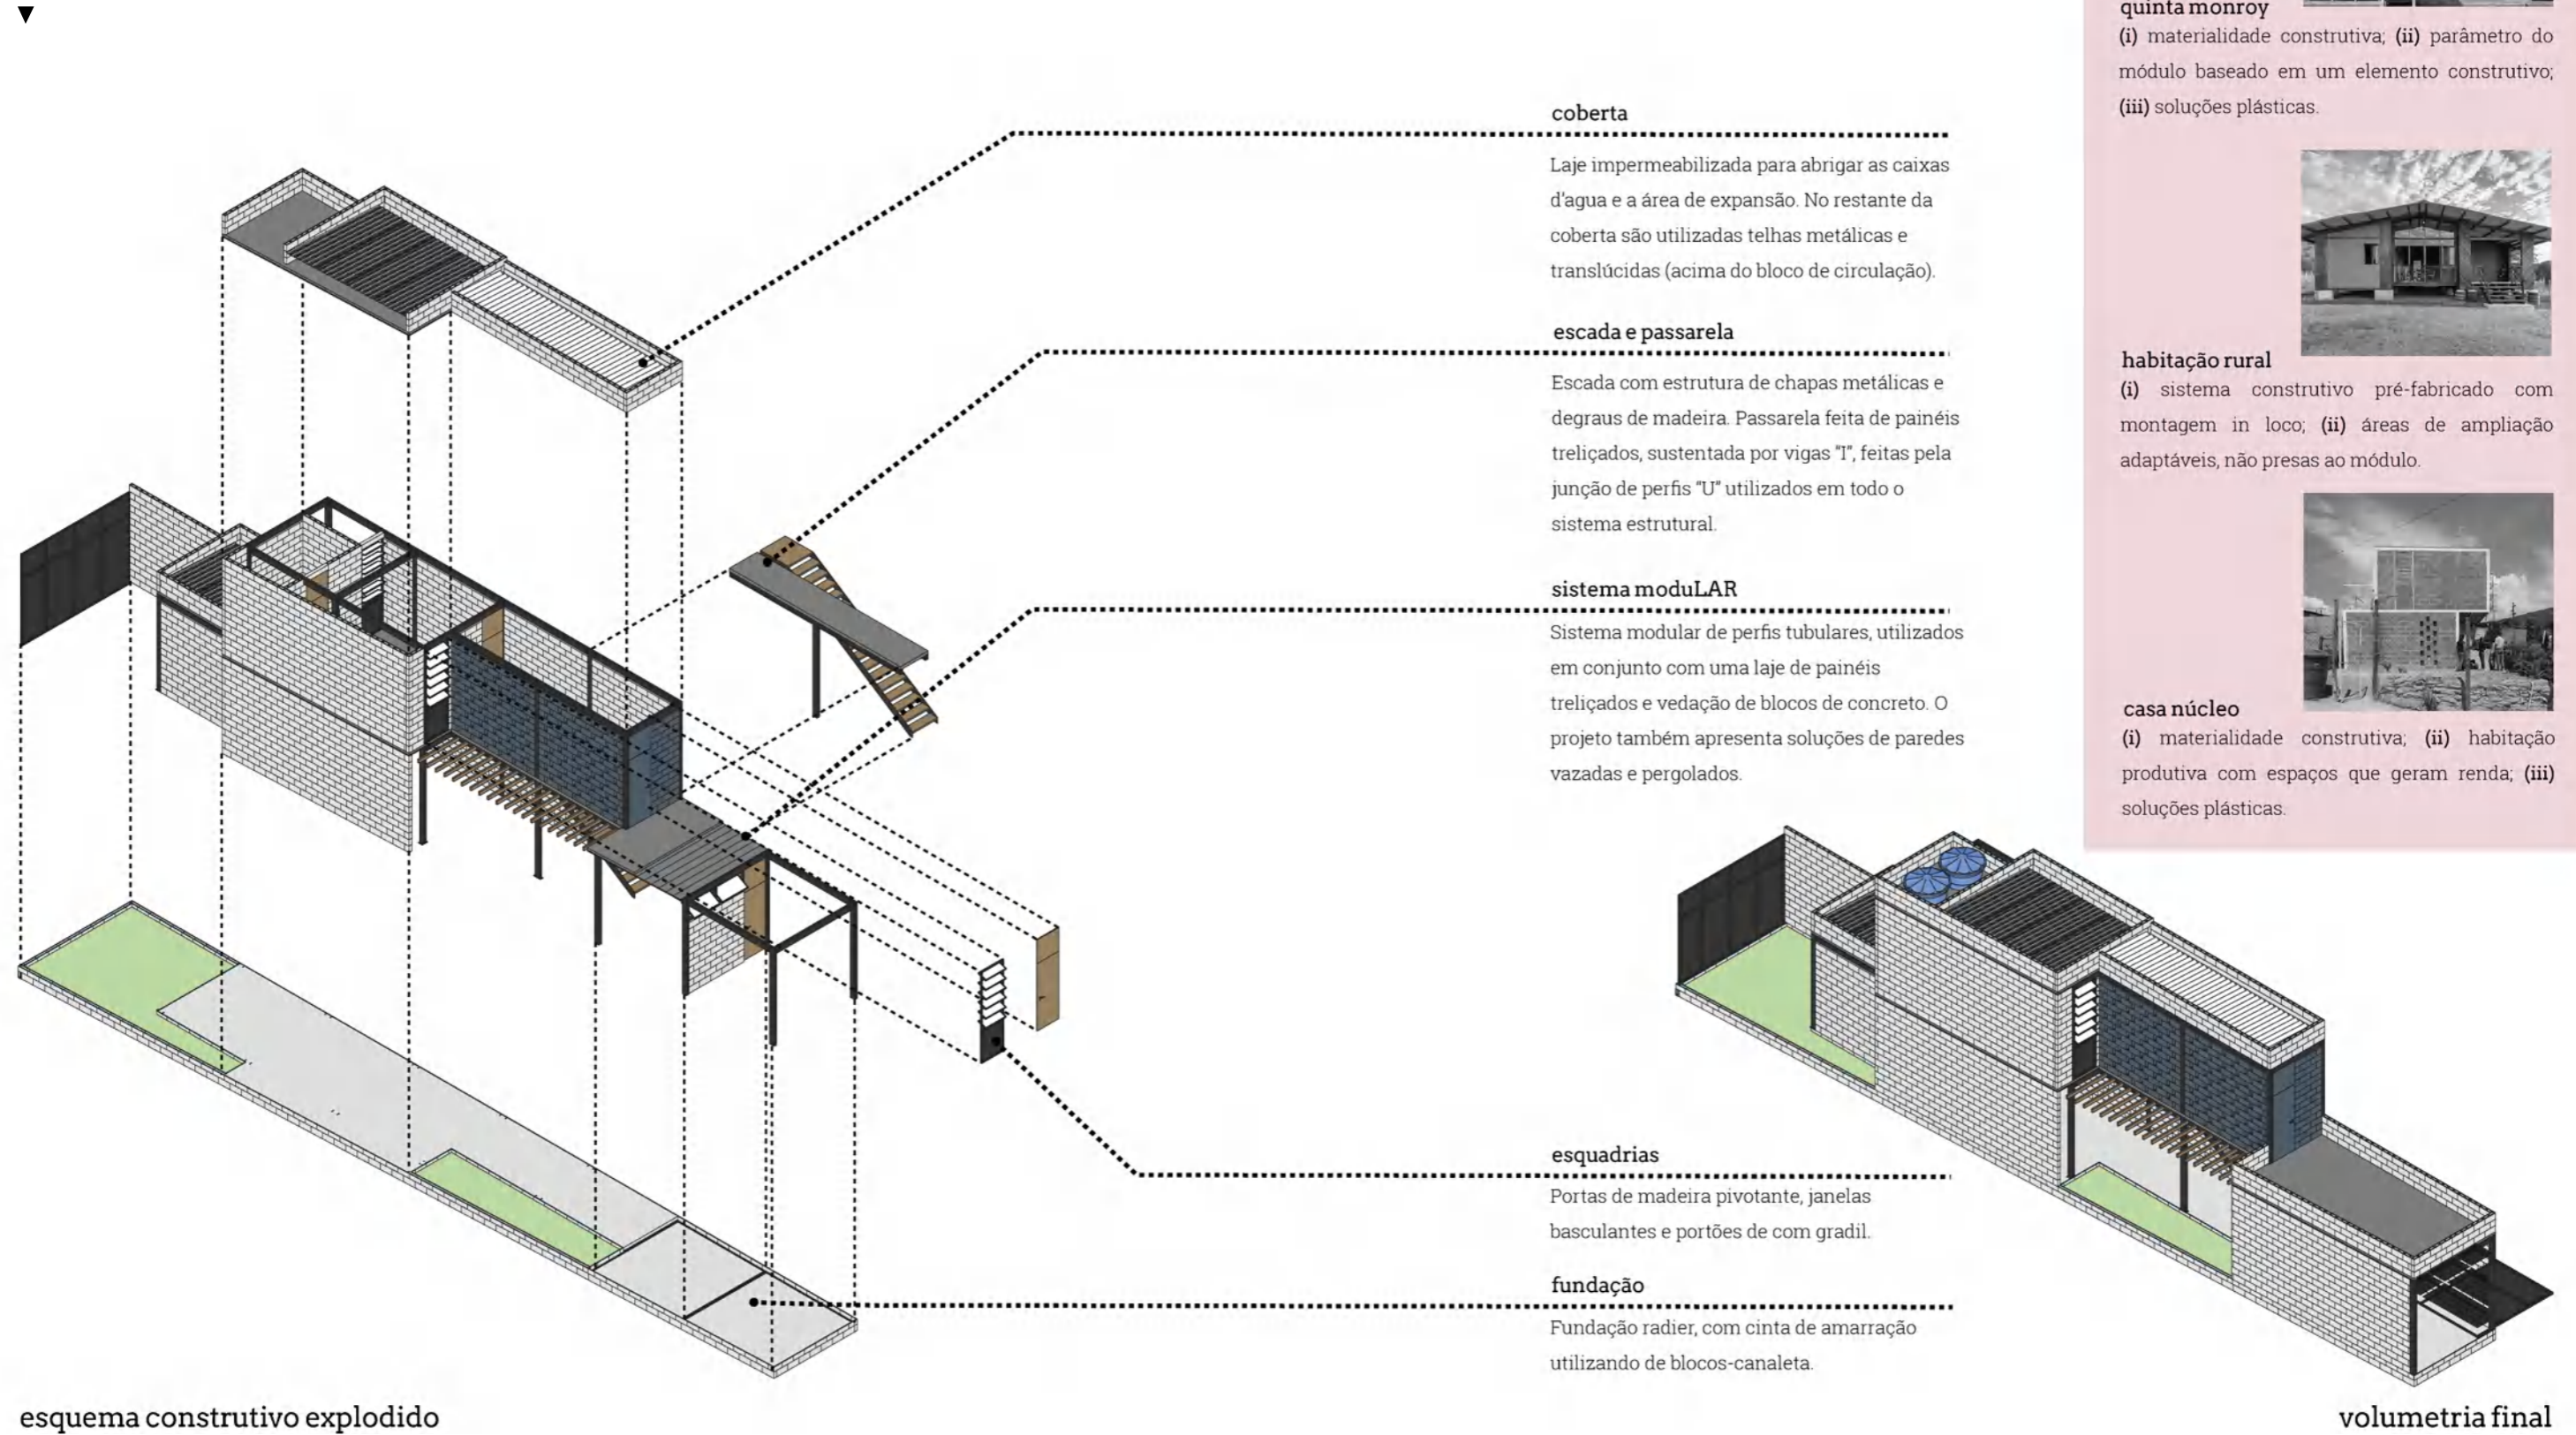 coberta
Laje impermeabilizada para abrigar as caixas
d'agua e a área de expansão. No restante da
coberta são utilizadas telhas metálicas e
translúcidas (acima do bloco de circulação).
escada e passarela
Escada com estrutura de chapas metálicas e
degraus de madeira. Passarela feita de painéis
treliçados, sustentada por vigas "I", feitas pela
junção de perfis "U" utilizados em todo o
sistema estrutural.
sistema moduLAR
Sistema modular de perfis tubulares, utilizados
em conjunto com uma laje de painéis
treliçados e vedação de blocos de concreto. O
projeto também apresenta soluções de paredes
vazadas e pergolados.
esquadrias
Portas de madeira pivotante, janelas
basculantes e portões de com gradil.
fundação
Fundação radier, com cinta de amarração
utilizando de blocos-canaleta.
esquema construtivo explodido
quinta monroy
(i) materialidade construtiva; (ii) parâmetro do
módulo baseado em um elemento construtivo;
(iii) soluções plásticas.
habitação rural
(i) sistema construtivo pré-fabricado com
montagem in loco; (ii) áreas de ampliação
adaptáveis, não presas ao módulo.
casa núcleo
(i) materialidade construtiva; (ii) habitação
produtiva com espaços que geram renda; (iii)
soluções plásticas.
volumetria final